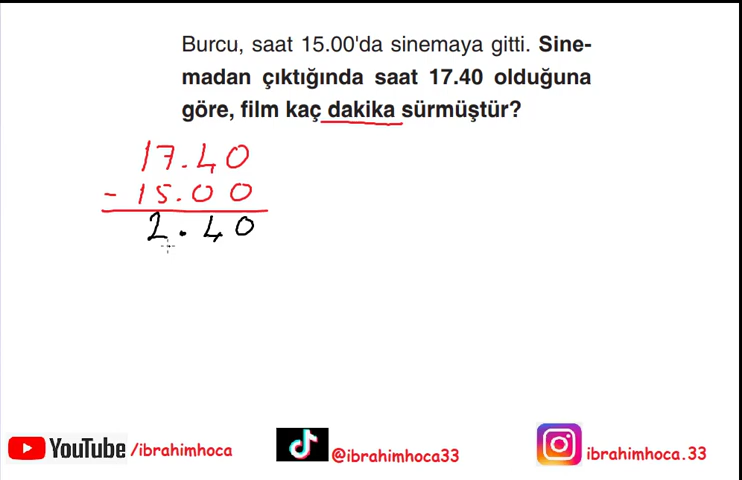 Burcu, saat 15.00'da sinemaya gitti. Sine-
madan çıktığında saat 17.40 olduğuna
göre, film kaç dakika sürmüştür?
17.40
- 15.00
2.40
YouTube /ibrahimhoca
@ibrahimhoca33
ibrahimhoca.33